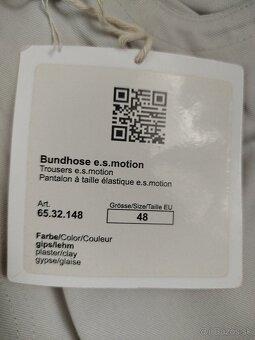 Bundhose e.s.motion
Trousers e.s.motion
Pantalon à taille élastique e.s.motion
Art.
65.32.148
Grösse/Size/Taille EU
48
Farbe/Color/Couleur
gips/lehm
plaster/clay
gypse/glaise